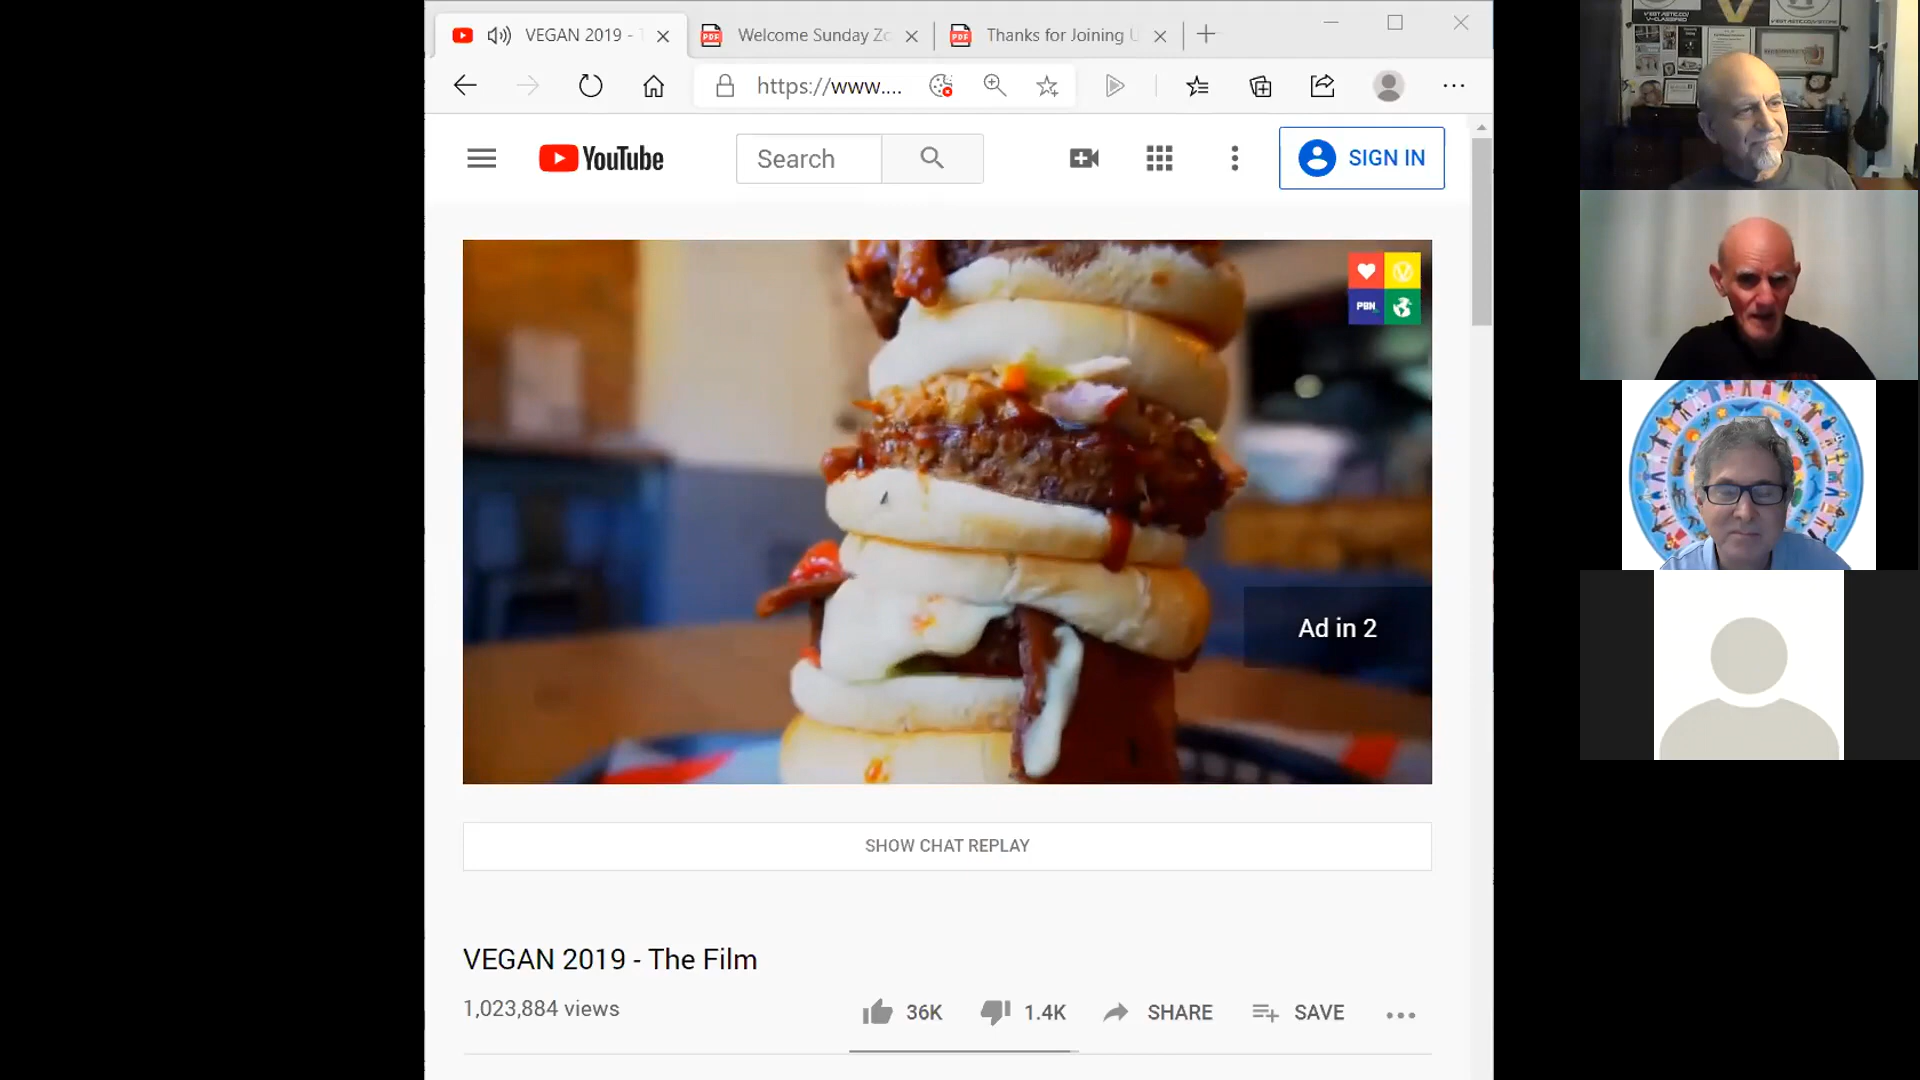 VEGAN 2019 - T
Welcome Sunday Zo
Thanks for Joining U
https://www....
YouTube
Search
SIGN IN
PBN
Ad in 2
SHOW CHAT REPLAY
VEGAN 2019 - The Film
1,023,884 views
36K
1.4K
SHARE
SAVE